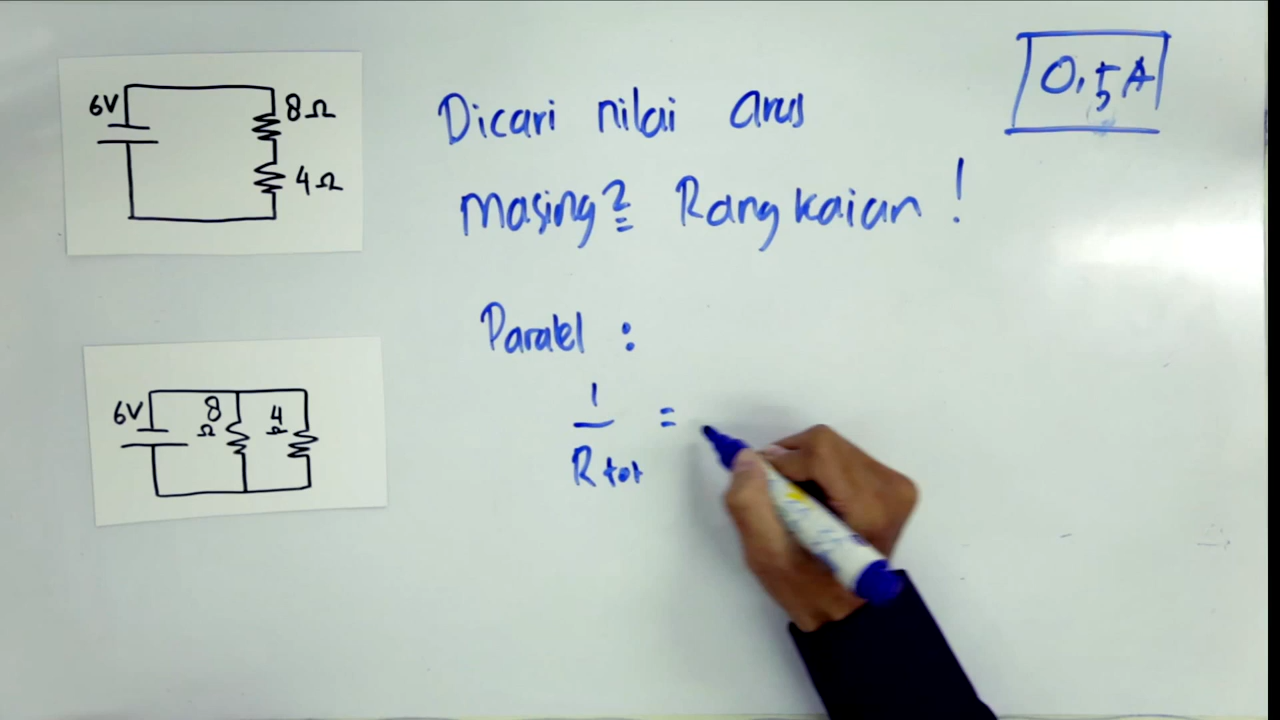 6V
8Ω
4Ω
Dicari nilai arus
masing2 Rangkaian !
0,5A
6V
8
Ω
4
Ω
Paralel :
1
=
R tot